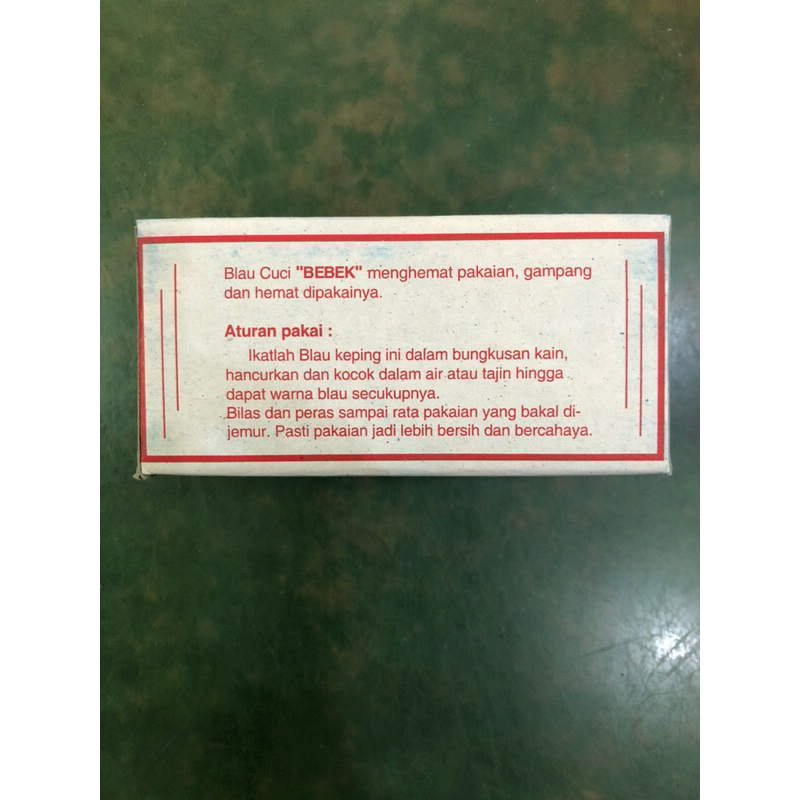 Blau Cuci "BEBEK" menghemat pakaian, gampang
dan hemat dipakainya.
Aturan pakai :
Ikatlah Blau keping ini dalam bungkusan kain,
hancurkan dan kocok dalam air atau tajin hingga
dapat warna blau secukupnya.
Bilas dan peras sampai rata pakaian yang bakal di-
jemur. Pasti pakaian jadi lebih bersih dan bercahaya.